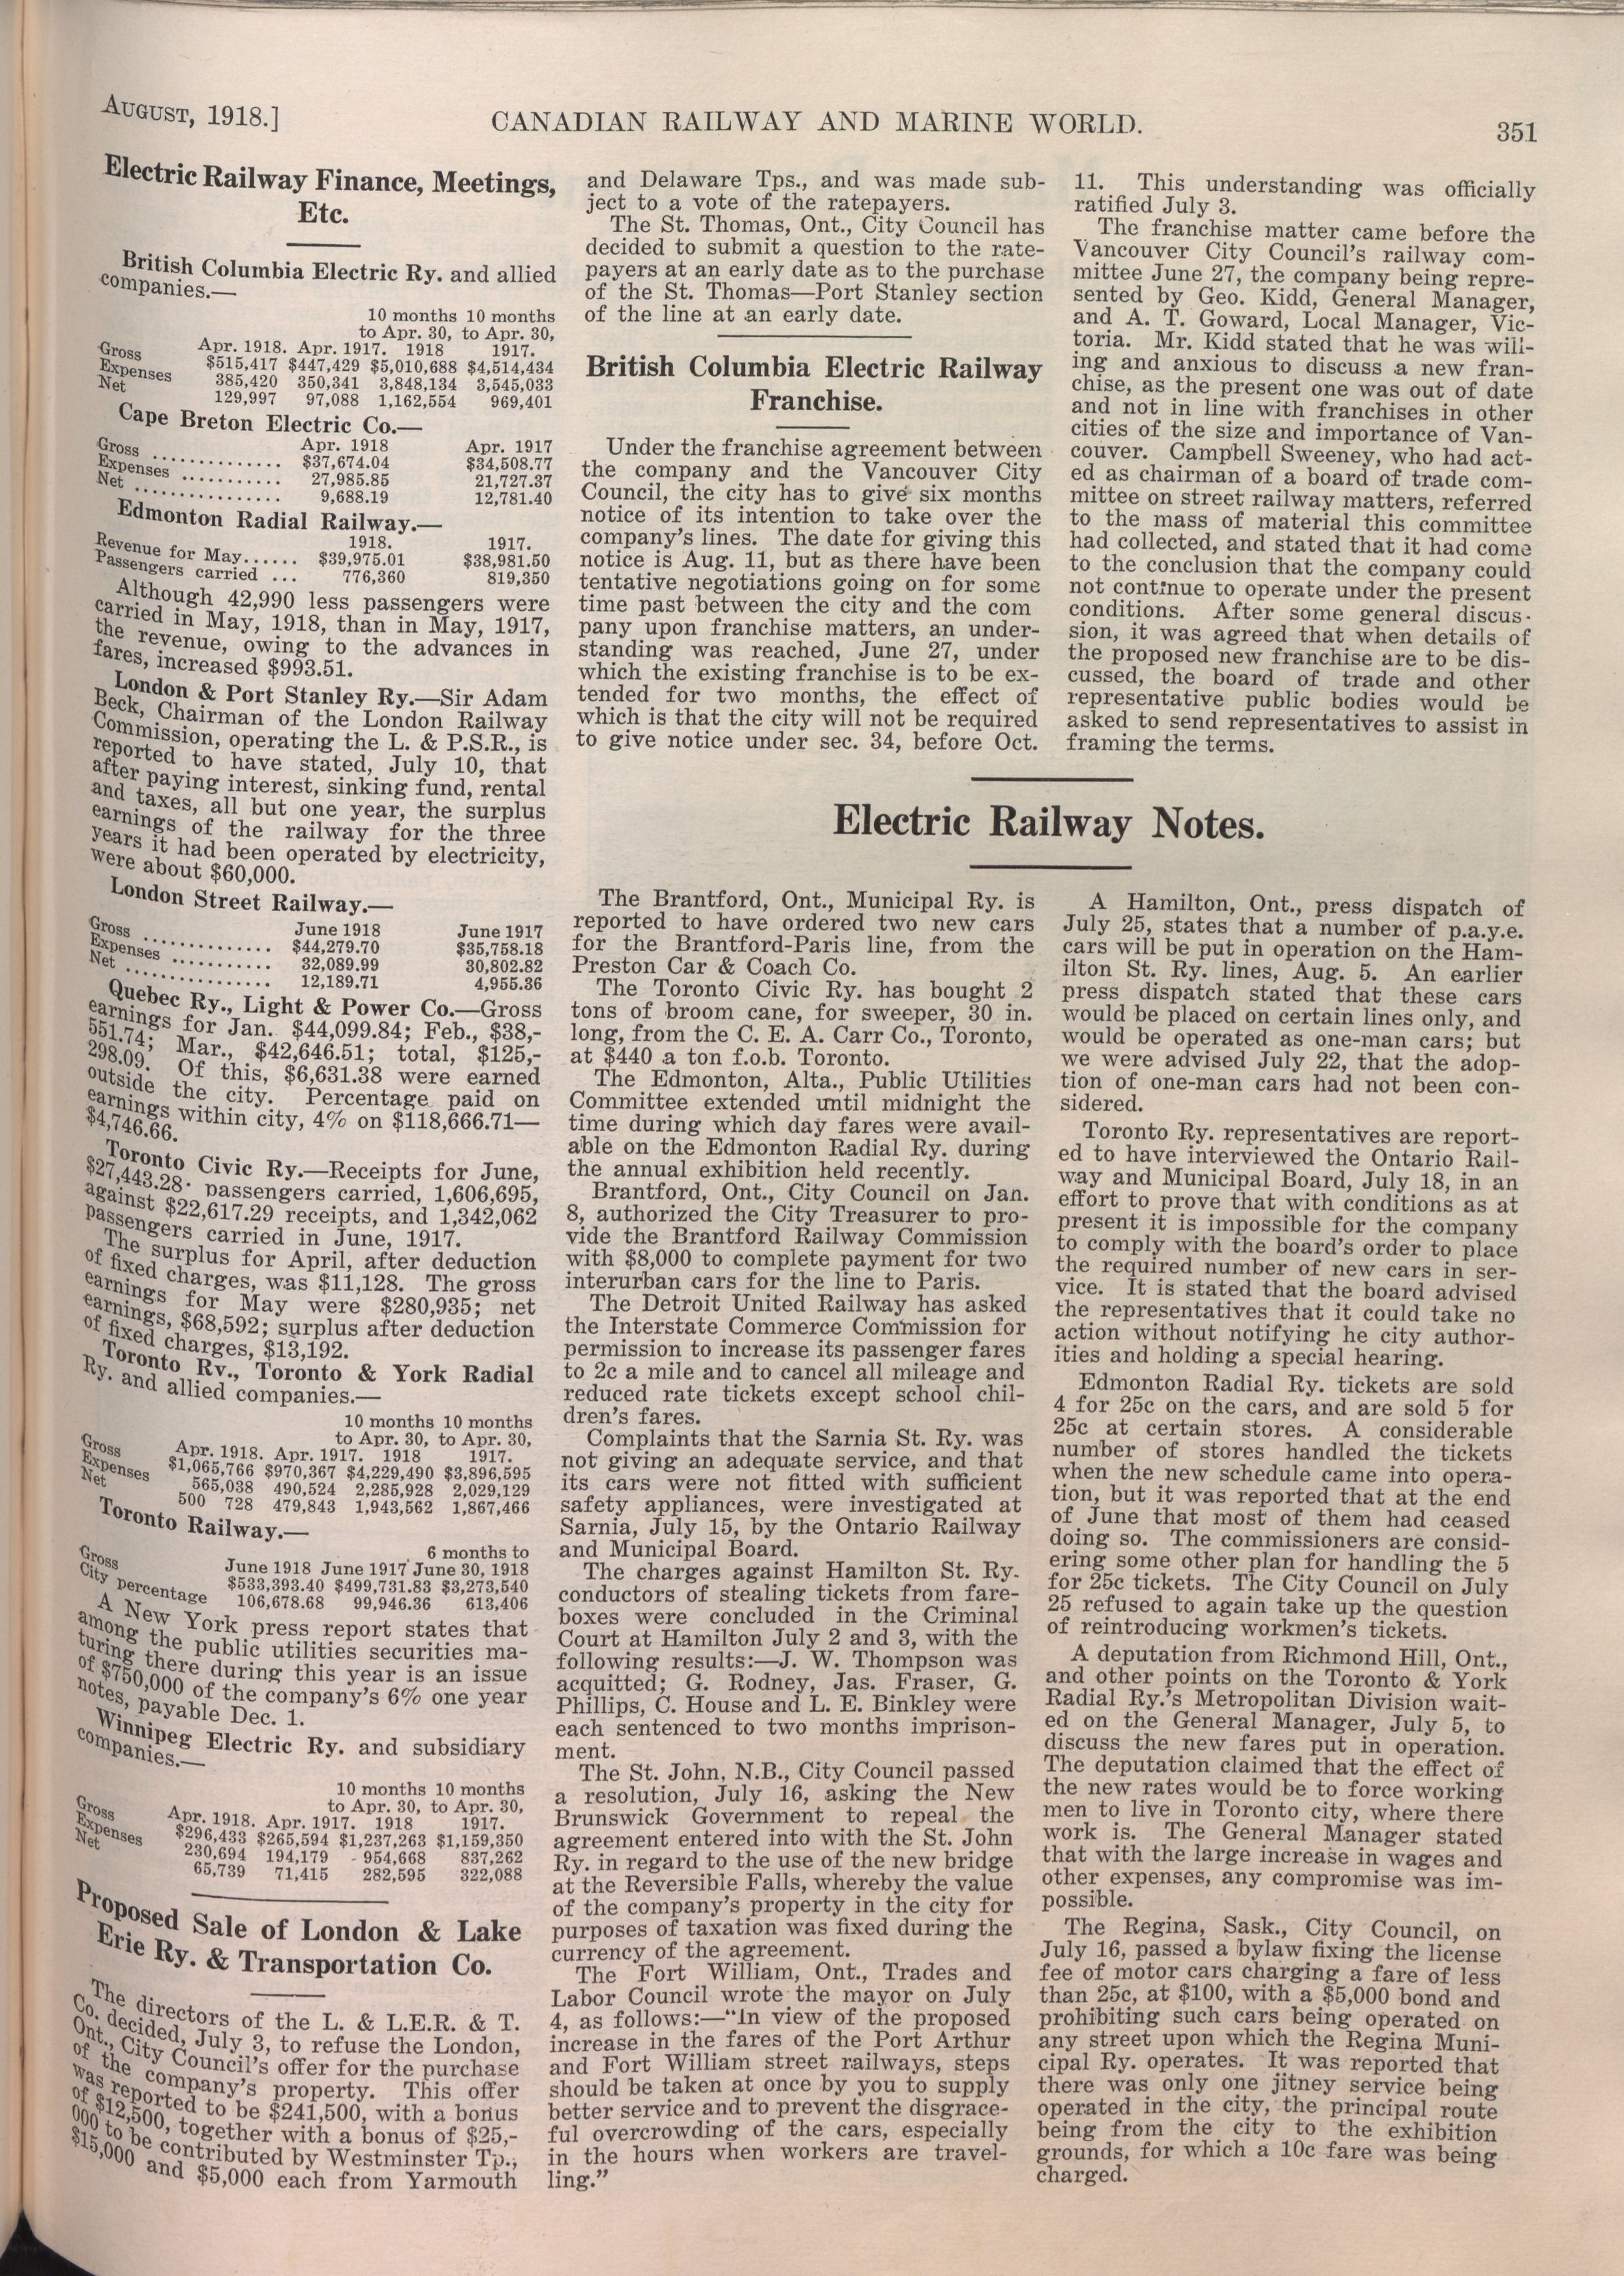 AUGUST, 1918.]
CANADIAN RAILWAY AND MARINE WORLD.
351
Electric Railway Finance, Meetings,
Etc.
British Columbia Electric Ry. and allied
companies.—
10 months 10 months
to Apr. 30, to Apr. 30,
Apr. 1918. Apr. 1917. 1918 1917.
Gross $515,417 $447,429 $5,010,688 $4,514,434
Expenses 385,420 350,341 3,848,134 3,545,033
Net 129,997 97,088 1,162,554 969,401
Cape Breton Electric Co.—
Apr. 1918 Apr. 1917
Gross .............. $37,674.04 $34,508.77
Expenses ........... 27,985.85 21,727.37
Net ................ 9,688.19 12,781.40
Edmonton Radial Railway.—
1918. 1917.
Revenue for May...... $39,975.01 $38,981.50
Passengers carried ... 776,360 819,350
Although 42,990 less passengers were
carried in May, 1918, than in May, 1917,
the revenue, owing to the advances in
fares, increased $993.51.
London & Port Stanley Ry.—Sir Adam
Beck, Chairman of the London Railway
Commission, operating the L. & P.S.R., is
reported to have stated, July 10, that
after paying interest, sinking fund, rental
and taxes, all but one year, the surplus
earnings of the railway for the three
years it had been operated by electricity,
were about $60,000.
London Street Railway.—
June 1918 June 1917
Gross .............. $44,279.70 $35,758.18
Expenses ........... 32,089.99 30,802.82
Net ................ 12,189.71 4,955.36
Quebec Ry., Light & Power Co.—Gross
earnings for Jan. $44,099.84; Feb., $38,-
551.74; Mar., $42,646.51; total, $125,-
298.09. Of this, $6,631.38 were earned
outside the city. Percentage paid on
earnings within city, 4% on $118,666.71—
$4,746.66.
Toronto Civic Ry.—Receipts for June,
$27,443.28; passengers carried, 1,606,695,
against $22,617.29 receipts, and 1,342,062
passengers carried in June, 1917.
The surplus for April, after deduction
of fixed charges, was $11,128. The gross
earnings for May were $280,935; net
earnings, $68,592; surplus after deduction
of fixed charges, $13,192.
Toronto Ry., Toronto & York Radial
Ry. and allied companies.—
10 months 10 months
to Apr. 30, to Apr. 30,
Apr. 1918. Apr. 1917. 1918 1917.
Gross $1,065,766 $970,367 $4,229,490 $3,896,595
Expenses 565,038 490,524 2,285,928 2,029,129
Net 500 728 479,843 1,943,562 1,867,466
Toronto Railway.—
6 months to
June 1918 June 1917 June 30, 1918
Gross $533,393.40 $499,731.83 $3,273,540
City percentage 106,678.68 99,946.36 613,406
A New York press report states that
among the public utilities securities ma-
turing there during this year is an issue
of $750,000 of the company's 6% one year
notes, payable Dec. 1.
Winnipeg Electric Ry. and subsidiary
companies.—
10 months 10 months
to Apr. 30, to Apr. 30,
Apr. 1918. Apr. 1917. 1918 1917.
Gross $296,433 $265,594 $1,237,263 $1,159,350
Expenses 230,694 194,179 954,668 837,262
Net 65,739 71,415 282,595 322,088
Proposed Sale of London & Lake
Erie Ry. & Transportation Co.
The directors of the L. & L.E.R. & T.
Co. decided, July 3, to refuse the London,
Ont., City Council's offer for the purchase
of the company's property. This offer
was reported to be $241,500, with a bonus
of $12,500, together with a bonus of $25,-
000 to be contributed by Westminster Tp.,
$15,000 and $5,000 each from Yarmouth
and Delaware Tps., and was made sub-
ject to a vote of the ratepayers.
The St. Thomas, Ont., City Council has
decided to submit a question to the rate-
payers at an early date as to the purchase
of the St. Thomas—Port Stanley section
of the line at an early date.
British Columbia Electric Railway
Franchise.
Under the franchise agreement between
the company and the Vancouver City
Council, the city has to give six months
notice of its intention to take over the
company's lines. The date for giving this
notice is Aug. 11, but as there have been
tentative negotiations going on for some
time past between the city and the com
pany upon franchise matters, an under-
standing was reached, June 27, under
which the existing franchise is to be ex-
tended for two months, the effect of
which is that the city will not be required
to give notice under sec. 34, before Oct.
11. This understanding was officially
ratified July 3.
The franchise matter came before the
Vancouver City Council's railway com-
mittee June 27, the company being repre-
sented by Geo. Kidd, General Manager,
and A. T. Goward, Local Manager, Vic-
toria. Mr. Kidd stated that he was will-
ing and anxious to discuss a new fran-
chise, as the present one was out of date
and not in line with franchises in other
cities of the size and importance of Van-
couver. Campbell Sweeney, who had act-
ed as chairman of a board of trade com-
mittee on street railway matters, referred
to the mass of material this committee
had collected, and stated that it had come
to the conclusion that the company could
not continue to operate under the present
conditions. After some general discus-
sion, it was agreed that when details of
the proposed new franchise are to be dis-
cussed, the board of trade and other
representative public bodies would be
asked to send representatives to assist in
framing the terms.
Electric Railway Notes.
The Brantford, Ont., Municipal Ry. is
reported to have ordered two new cars
for the Brantford-Paris line, from the
Preston Car & Coach Co.
The Toronto Civic Ry. has bought 2
tons of broom cane, for sweeper, 30 in.
long, from the C. E. A. Carr Co., Toronto,
at $440 a ton f.o.b. Toronto.
The Edmonton, Alta., Public Utilities
Committee extended until midnight the
time during which day fares were avail-
able on the Edmonton Radial Ry. during
the annual exhibition held recently.
Brantford, Ont., City Council on Jan.
8, authorized the City Treasurer to pro-
vide the Brantford Railway Commission
with $8,000 to complete payment for two
interurban cars for the line to Paris.
The Detroit United Railway has asked
the Interstate Commerce Commission for
permission to increase its passenger fares
to 2c a mile and to cancel all mileage and
reduced rate tickets except school chil-
dren's fares.
Complaints that the Sarnia St. Ry. was
not giving an adequate service, and that
its cars were not fitted with sufficient
safety appliances, were investigated at
Sarnia, July 15, by the Ontario Railway
and Municipal Board.
The charges against Hamilton St. Ry.
conductors of stealing tickets from fare-
boxes were concluded in the Criminal
Court at Hamilton July 2 and 3, with the
following results:—J. W. Thompson was
acquitted; G. Rodney, Jas. Fraser, G.
Phillips, C. House and L. E. Binkley were
each sentenced to two months imprison-
ment.
The St. John, N.B., City Council passed
a resolution, July 16, asking the New
Brunswick Government to repeal the
agreement entered into with the St. John
Ry. in regard to the use of the new bridge
at the Reversible Falls, whereby the value
of the company's property in the city for
purposes of taxation was fixed during the
currency of the agreement.
The Fort William, Ont., Trades and
Labor Council wrote the mayor on July
4, as follows:—"In view of the proposed
increase in the fares of the Port Arthur
and Fort William street railways, steps
should be taken at once by you to supply
better service and to prevent the disgrace-
ful overcrowding of the cars, especially
in the hours when workers are travel-
ling."
A Hamilton, Ont., press dispatch of
July 25, states that a number of p.a.y.e.
cars will be put in operation on the Ham-
ilton St. Ry. lines, Aug. 5. An earlier
press dispatch stated that these cars
would be placed on certain lines only, and
would be operated as one-man cars; but
we were advised July 22, that the adop-
tion of one-man cars had not been con-
sidered.
Toronto Ry. representatives are report-
ed to have interviewed the Ontario Rail-
way and Municipal Board, July 18, in an
effort to prove that with conditions as at
present it is impossible for the company
to comply with the board's order to place
the required number of new cars in ser-
vice. It is stated that the board advised
the representatives that it could take no
action without notifying he city author-
ities and holding a special hearing.
Edmonton Radial Ry. tickets are sold
4 for 25c on the cars, and are sold 5 for
25c at certain stores. A considerable
number of stores handled the tickets
when the new schedule came into opera-
tion, but it was reported that at the end
of June that most of them had ceased
doing so. The commissioners are consid-
ering some other plan for handling the 5
for 25c tickets. The City Council on July
25 refused to again take up the question
of reintroducing workmen's tickets.
A deputation from Richmond Hill, Ont.,
and other points on the Toronto & York
Radial Ry.'s Metropolitan Division wait-
ed on the General Manager, July 5, to
discuss the new fares put in operation.
The deputation claimed that the effect of
the new rates would be to force working
men to live in Toronto city, where there
work is. The General Manager stated
that with the large increase in wages and
other expenses, any compromise was im-
possible.
The Regina, Sask., City Council, on
July 16, passed a bylaw fixing the license
fee of motor cars charging a fare of less
than 25c, at $100, with a $5,000 bond and
prohibiting such cars being operated on
any street upon which the Regina Muni-
cipal Ry. operates. It was reported that
there was only one jitney service being
operated in the city, the principal route
being from the city to the exhibition
grounds, for which a 10c fare was being
charged.